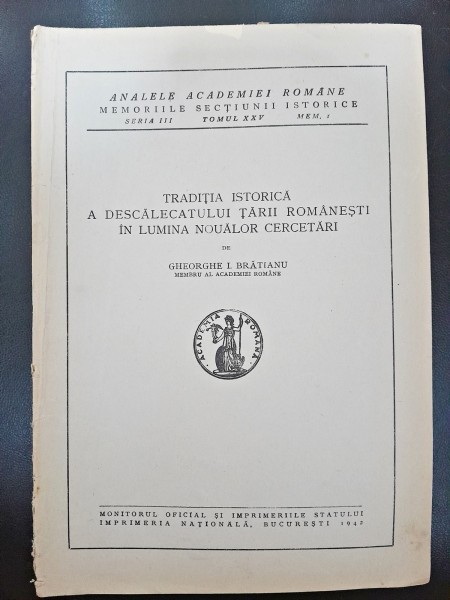 ANALELE ACADEMIEI ROMÂNE
MEMORIILE SECȚIUNII ISTORICE
SERIA III TOMUL XXV MEM. 1
TRADIȚIA ISTORICĂ
A DESCĂLECATULUI ȚĂRII ROMÂNEȘTI
ÎN LUMINA NOUĂLOR CERCETĂRI
DE
GHEORGHE I. BRĂTIANU
MEMBRU AL ACADEMIEI ROMÂNE
ACADEMIA ROMÂNĂ
MONITORUL OFICIAL ȘI IMPRIMERIILE STATULUI
IMPRIMERIA NAȚIONALĂ, BUCUREȘTI 1942